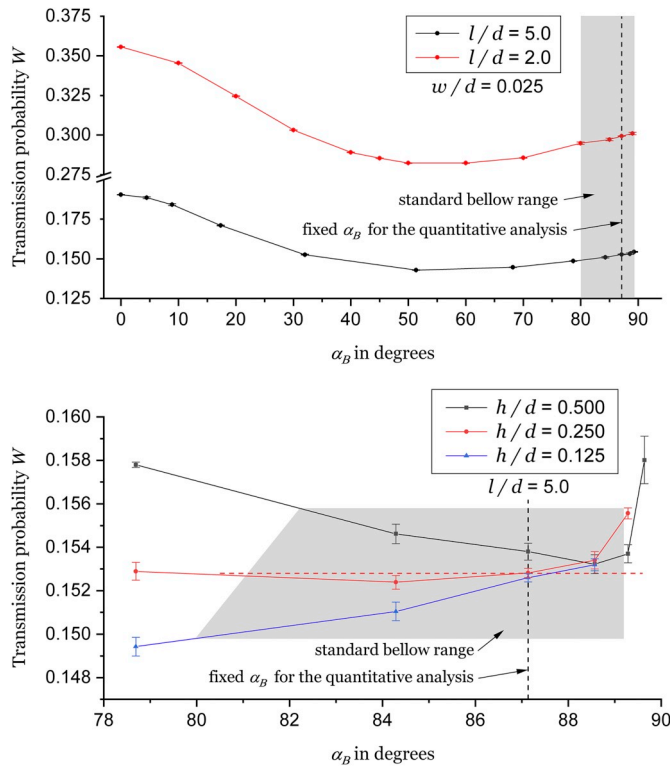 Transmission probability W
0.375
0.350
0.325
0.300
0.275
0.175
0.150
0.125
l/d = 5.0
l/d = 2.0
w/d = 0.025
standard bellow range
fixed α_B for the quantitative analysis
0 10 20 30 40 50 60 70 80 90
α_B in degrees
Transmission probability W
0.160
0.158
0.156
0.154
0.152
0.150
0.148
h/d = 0.500
h/d = 0.250
h/d = 0.125
l/d = 5.0
standard bellow range
fixed α_B for the quantitative analysis
78 80 82 84 86 88 90
α_B in degrees